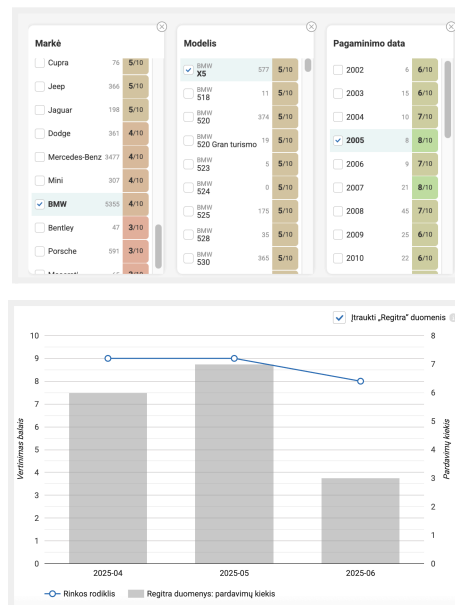 Markė
Cupra 76 5/10
Jeep 366 5/10
Jaguar 198 5/10
Dodge 361 4/10
Mercedes-Benz 3477 4/10
Mini 307 4/10
BMW 5355 4/10
Bentley 47 3/10
Porsche 591 3/10
Modelis
BMW
X5 577 5/10
BMW
518 11 5/10
BMW
520 374 5/10
BMW
520 Gran turismo 19 5/10
BMW
523 5 5/10
BMW
524 0 5/10
BMW
525 175 5/10
BMW
528 35 5/10
BMW
530 365 5/10
Pagaminimo data
2002 6 6/10
2003 15 6/10
2004 10 7/10
2005 8 8/10
2006 9 7/10
2007 21 8/10
2008 45 7/10
2009 25 6/10
2010 22 6/10
Įtraukti „Regitra“ duomenis
Vertinimas balais
10
9
8
7
6
5
4
3
2
1
0
8
7
6
5
4
3
2
1
0
Pardavimų kiekis
2025-04 2025-05 2025-06
Rinkos rodiklis Regitra duomenys: pardavimų kiekis